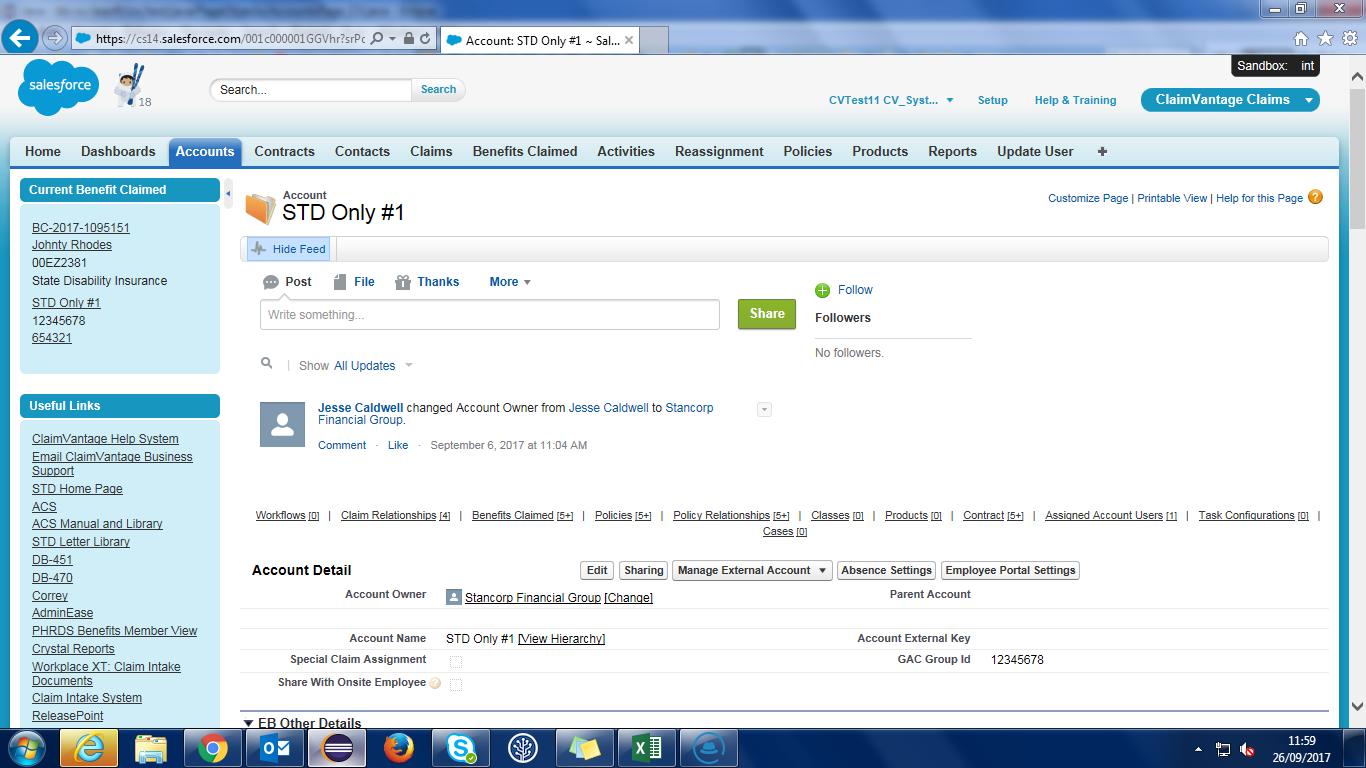 https://cs14.salesforce.com/001c000001GGVhr?srPc
Account: STD Only #1 ~ Sal...
Sandbox: int
salesforce
18
Search...
Search
CVTest11 CV_Syst...
Setup
Help & Training
ClaimVantage Claims
Home Dashboards Accounts Contracts Contacts Claims Benefits Claimed Activities Reassignment Policies Products Reports Update User +
Current Benefit Claimed
BC-2017-1095151
Johnty Rhodes
00EZ2381
State Disability Insurance
STD Only #1
12345678
654321
Useful Links
ClaimVantage Help System
Email ClaimVantage Business
Support
STD Home Page
ACS
ACS Manual and Library
STD Letter Library
DB-451
DB-470
Correy
AdminEase
PHRDS Benefits Member View
Crystal Reports
Workplace XT: Claim Intake
Documents
Claim Intake System
ReleasePoint
Account
STD Only #1
Customize Page | Printable View | Help for this Page ?
Hide Feed
Post File Thanks More
Write something...
Share
Follow
Followers
No followers.
Show All Updates
Jesse Caldwell changed Account Owner from Jesse Caldwell to Stancorp
Financial Group.
Comment · Like · September 6, 2017 at 11:04 AM
Workflows [0] | Claim Relationships [4] | Benefits Claimed [5+] | Policies [5+] | Policy Relationships [5+] | Classes [0] | Products [0] | Contract [5+] | Assigned Account Users [1] | Task Configurations [0] |
Cases [0]
Account Detail
Edit Sharing Manage External Account Absence Settings Employee Portal Settings
Account Owner Stancorp Financial Group [Change] Parent Account
Account Name STD Only #1 [View Hierarchy] Account External Key
Special Claim Assignment GAC Group Id 12345678
Share With Onsite Employee ?
EB Other Details
11:59
26/09/2017